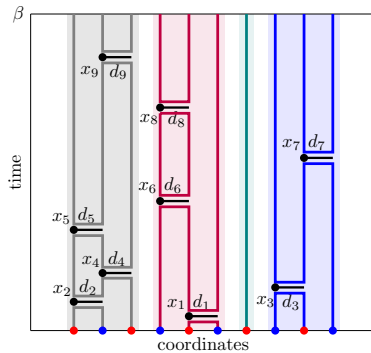 β
x₉ d₉
x₈ d₈
x₇ d₇
time
x₆ d₆
x₅ d₅
x₄ d₄
x₂ d₂
x₃ d₃
x₁ d₁
coordinates